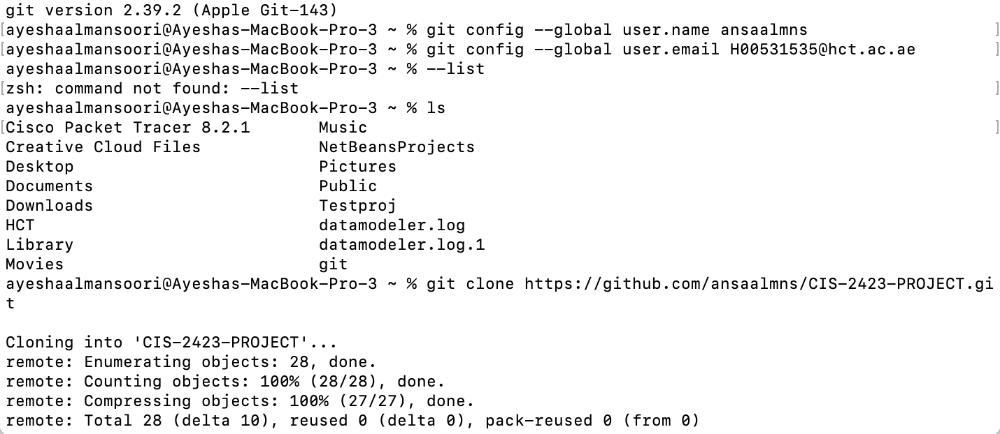 git version 2.39.2 (Apple Git-143)
[ayeshaalmansoori@Ayeshas-MacBook-Pro-3 ~ % git config --global user.name ansaalmns ]
[ayeshaalmansoori@Ayeshas-MacBook-Pro-3 ~ % git config --global user.email H00531535@hct.ac.ae ]
ayeshaalmansoori@Ayeshas-MacBook-Pro-3 ~ % --list
[zsh: command not found: --list ]
ayeshaalmansoori@Ayeshas-MacBook-Pro-3 ~ % ls
[Cisco Packet Tracer 8.2.1 Music ]
Creative Cloud Files NetBeansProjects
Desktop Pictures
Documents Public
Downloads Testproj
HCT datamodeler.log
Library datamodeler.log.1
Movies git
ayeshaalmansoori@Ayeshas-MacBook-Pro-3 ~ % git clone https://github.com/ansaalmns/CIS-2423-PROJECT.gi
t
Cloning into 'CIS-2423-PROJECT'...
remote: Enumerating objects: 28, done.
remote: Counting objects: 100% (28/28), done.
remote: Compressing objects: 100% (27/27), done.
remote: Total 28 (delta 10), reused 0 (delta 0), pack-reused 0 (from 0)